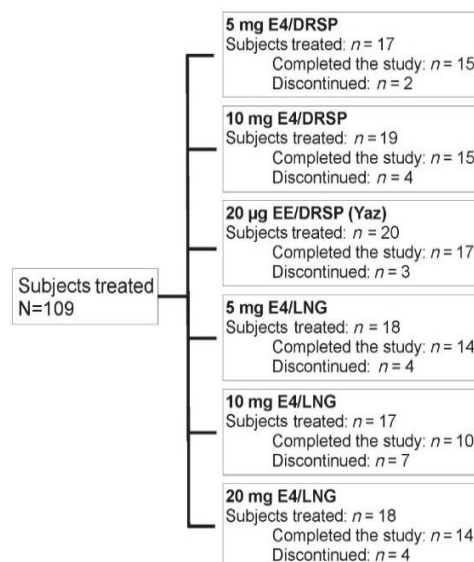 5 mg E4/DRSP
Subjects treated: n = 17
Completed the study: n = 15
Discontinued: n = 2
10 mg E4/DRSP
Subjects treated: n = 19
Completed the study: n = 15
Discontinued: n = 4
20 µg EE/DRSP (Yaz)
Subjects treated: n = 20
Completed the study: n = 17
Discontinued: n = 3
Subjects treated
N=109
5 mg E4/LNG
Subjects treated: n = 18
Completed the study: n = 14
Discontinued: n = 4
10 mg E4/LNG
Subjects treated: n = 17
Completed the study: n = 10
Discontinued: n = 7
20 mg E4/LNG
Subjects treated: n = 18
Completed the study: n = 14
Discontinued: n = 4